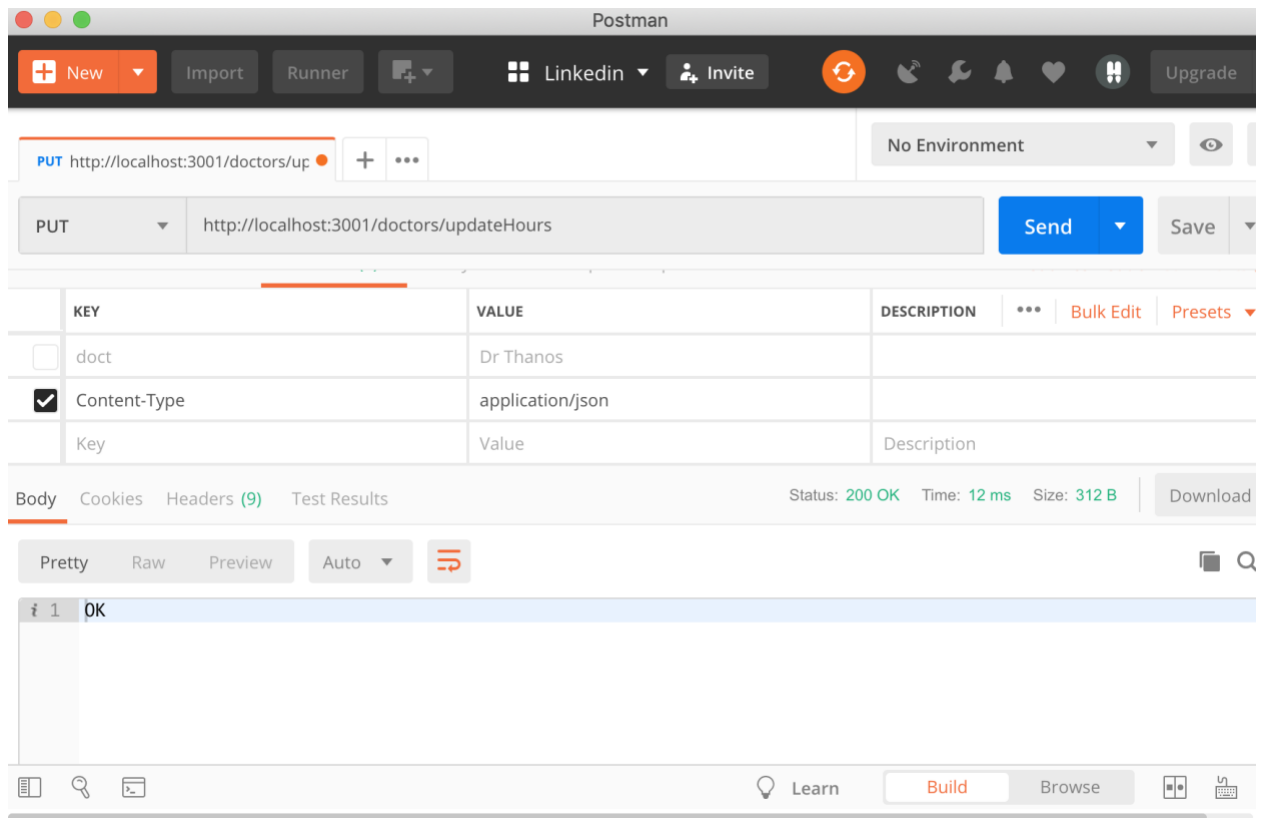 Postman
New Import Runner Linkedin Invite Upgrade
PUT http://localhost:3001/doctors/up
No Environment
PUT http://localhost:3001/doctors/updateHours Send Save
KEY VALUE DESCRIPTION Bulk Edit Presets
doct Dr Thanos
Content-Type application/json
Key Value Description
Body Cookies Headers (9) Test Results Status: 200 OK Time: 12 ms Size: 312 B Download
Pretty Raw Preview Auto
i 1 OK
Learn Build Browse